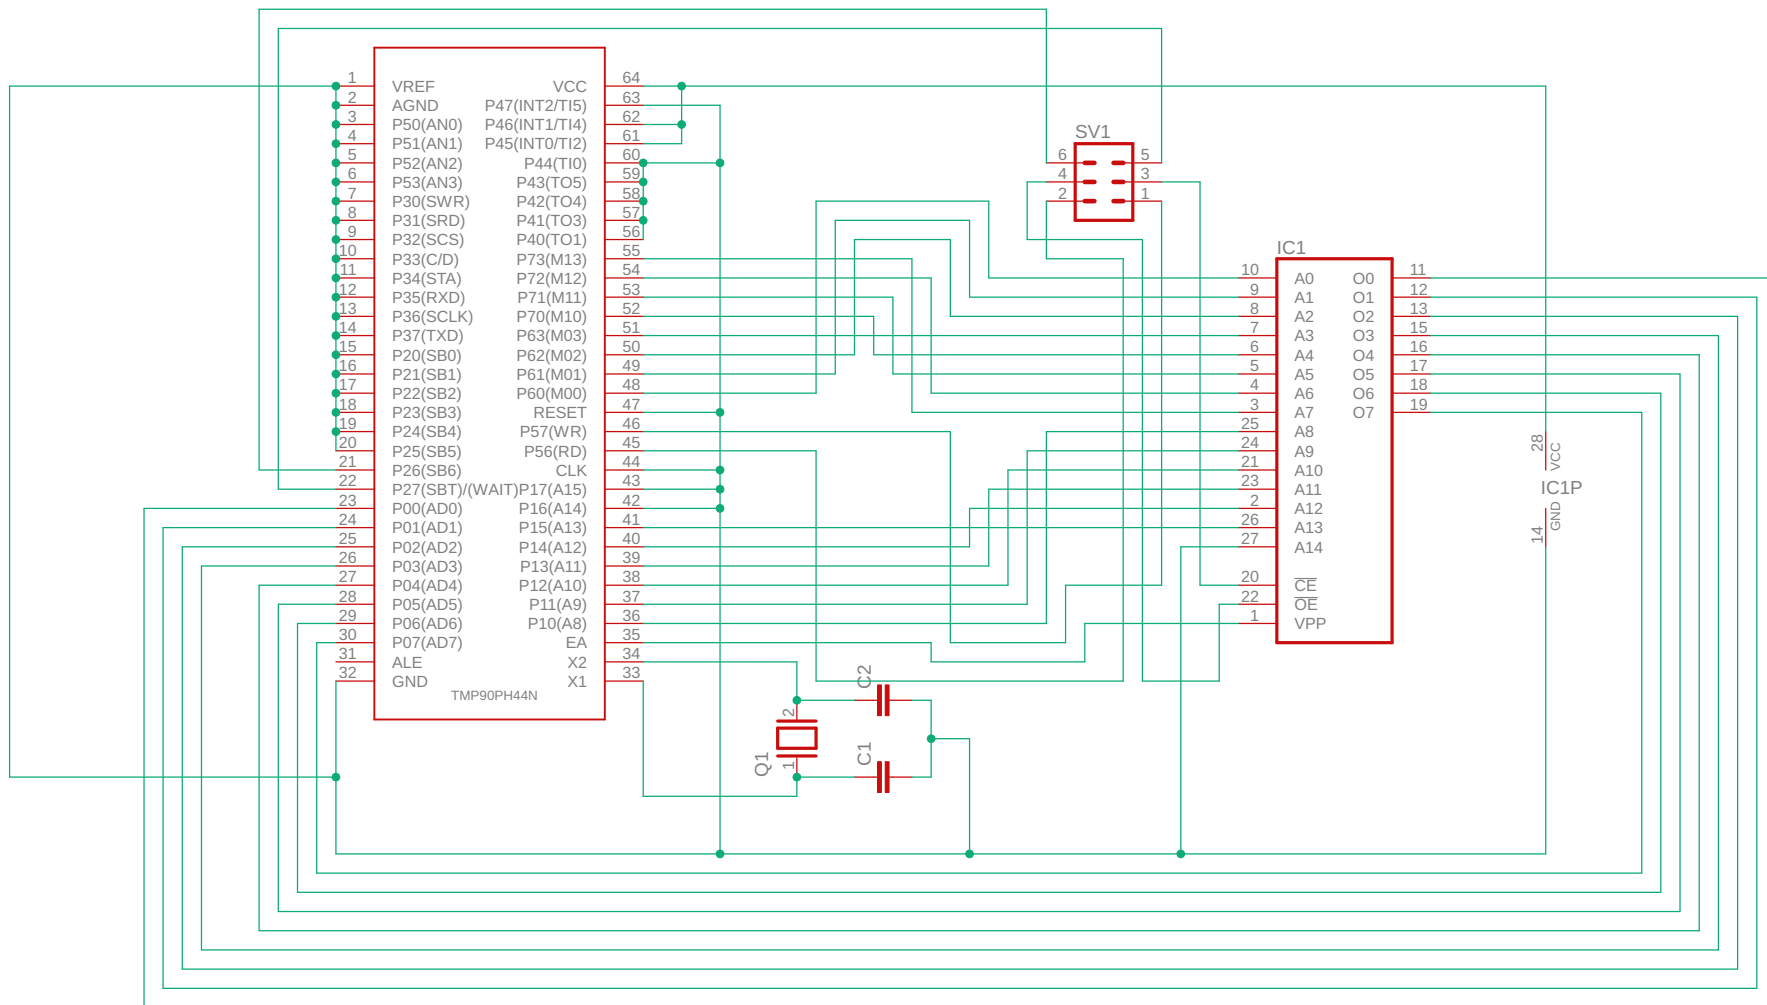 1 VREF VCC 64
2 AGND P47(INT2/TI5) 63
3 P50(AN0) P46(INT1/TI4) 62
4 P51(AN1) P45(INT0/TI2) 61
5 P52(AN2) P44(TI0) 60
6 P53(AN3) P43(TO5) 59
7 P30(SWR) P42(TO4) 58
8 P31(SRD) P41(TO3) 57
9 P32(SCS) P40(TO1) 56
10 P33(C/D) P73(M13) 55
11 P34(STA) P72(M12) 54
12 P35(RXD) P71(M11) 53
13 P36(SCLK) P70(M10) 52
14 P37(TXD) P63(M03) 51
15 P20(SB0) P62(M02) 50
16 P21(SB1) P61(M01) 49
17 P22(SB2) P60(M00) 48
18 P23(SB3) RESET 47
19 P24(SB4) P57(WR) 46
20 P25(SB5) P56(RD) 45
21 P26(SB6) CLK 44
22 P27(SBT)/(WAIT)P17(A15) 43
23 P00(AD0) P16(A14) 42
24 P01(AD1) P15(A13) 41
25 P02(AD2) P14(A12) 40
26 P03(AD3) P13(A11) 39
27 P04(AD4) P12(A10) 38
28 P05(AD5) P11(A9) 37
29 P06(AD6) P10(A8) 36
30 P07(AD7) EA 35
31 ALE X2 34
32 GND X1 33
TMP90PH44N
SV1
6 5
4 3
2 1
IC1
10 A0 O0 11
9 A1 O1 12
8 A2 O2 13
7 A3 O3 15
6 A4 O4 16
5 A5 O5 17
4 A6 O6 18
3 A7 O7 19
25 A8
24 A9
21 A10
23 A11
2 A12
26 A13
27 A14
20 CE
22 OE
1 VPP
28 VCC
IC1P
14 GND
C2
2
Q1
1
C1